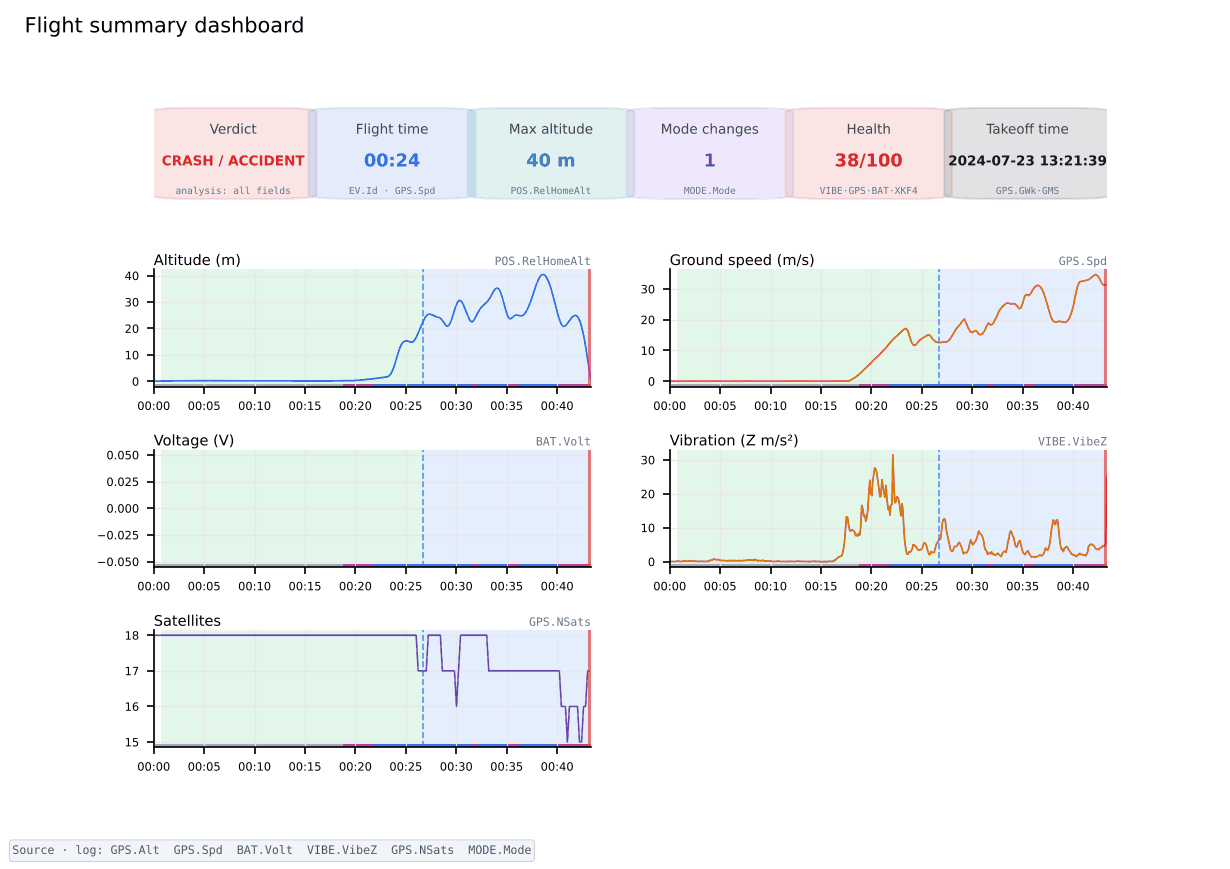 Flight summary dashboard
Verdict Flight time Max altitude Mode changes Health Takeoff time
CRASH / ACCIDENT 00:24 40 m 1 38/100 2024-07-23 13:21:39
analysis: all fields EV.Id · GPS.Spd POS.RelHomeAlt MODE.Mode VIBE·GPS·BAT·XKF4 GPS.GWk·GMS
Altitude (m) POS.RelHomeAlt
40
30
20
10
0
00:00 00:05 00:10 00:15 00:20 00:25 00:30 00:35 00:40
Ground speed (m/s) GPS.Spd
30
20
10
0
00:00 00:05 00:10 00:15 00:20 00:25 00:30 00:35 00:40
Voltage (V) BAT.Volt
0.050
0.025
0.000
−0.025
−0.050
00:00 00:05 00:10 00:15 00:20 00:25 00:30 00:35 00:40
Vibration (Z m/s²) VIBE.VibeZ
30
20
10
0
00:00 00:05 00:10 00:15 00:20 00:25 00:30 00:35 00:40
Satellites GPS.NSats
18
17
16
15
00:00 00:05 00:10 00:15 00:20 00:25 00:30 00:35 00:40
Source · log: GPS.Alt GPS.Spd BAT.Volt VIBE.VibeZ GPS.NSats MODE.Mode